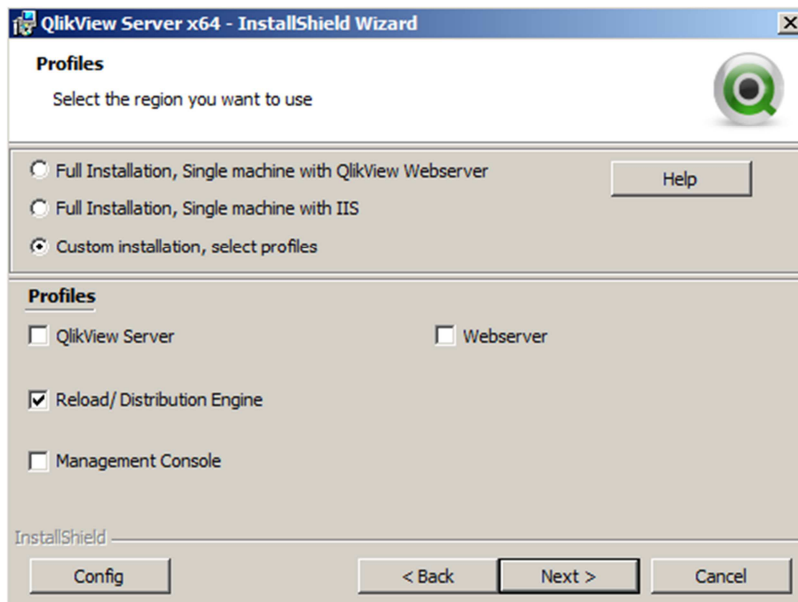 QlikView Server x64 - InstallShield Wizard
Profiles
Select the region you want to use
Full Installation, Single machine with QlikView Webserver
Help
Full Installation, Single machine with IIS
Custom installation, select profiles
Profiles
QlikView Server
Webserver
Reload/ Distribution Engine
Management Console
InstallShield
Config
< Back
Next >
Cancel